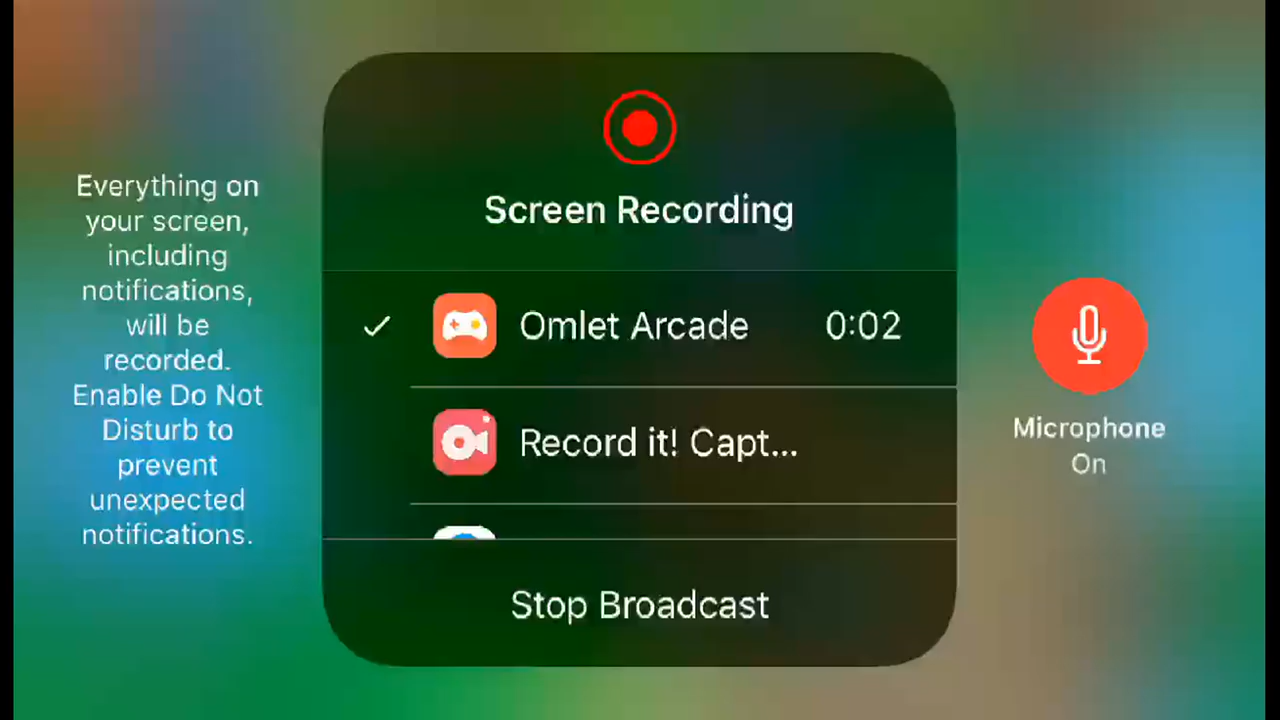 Everything on
your screen,
including
notifications,
will be
recorded.
Enable Do Not
Disturb to
prevent
unexpected
notifications.
Screen Recording
Omlet Arcade 0:02
Record it! Capt...
Stop Broadcast
Microphone
On